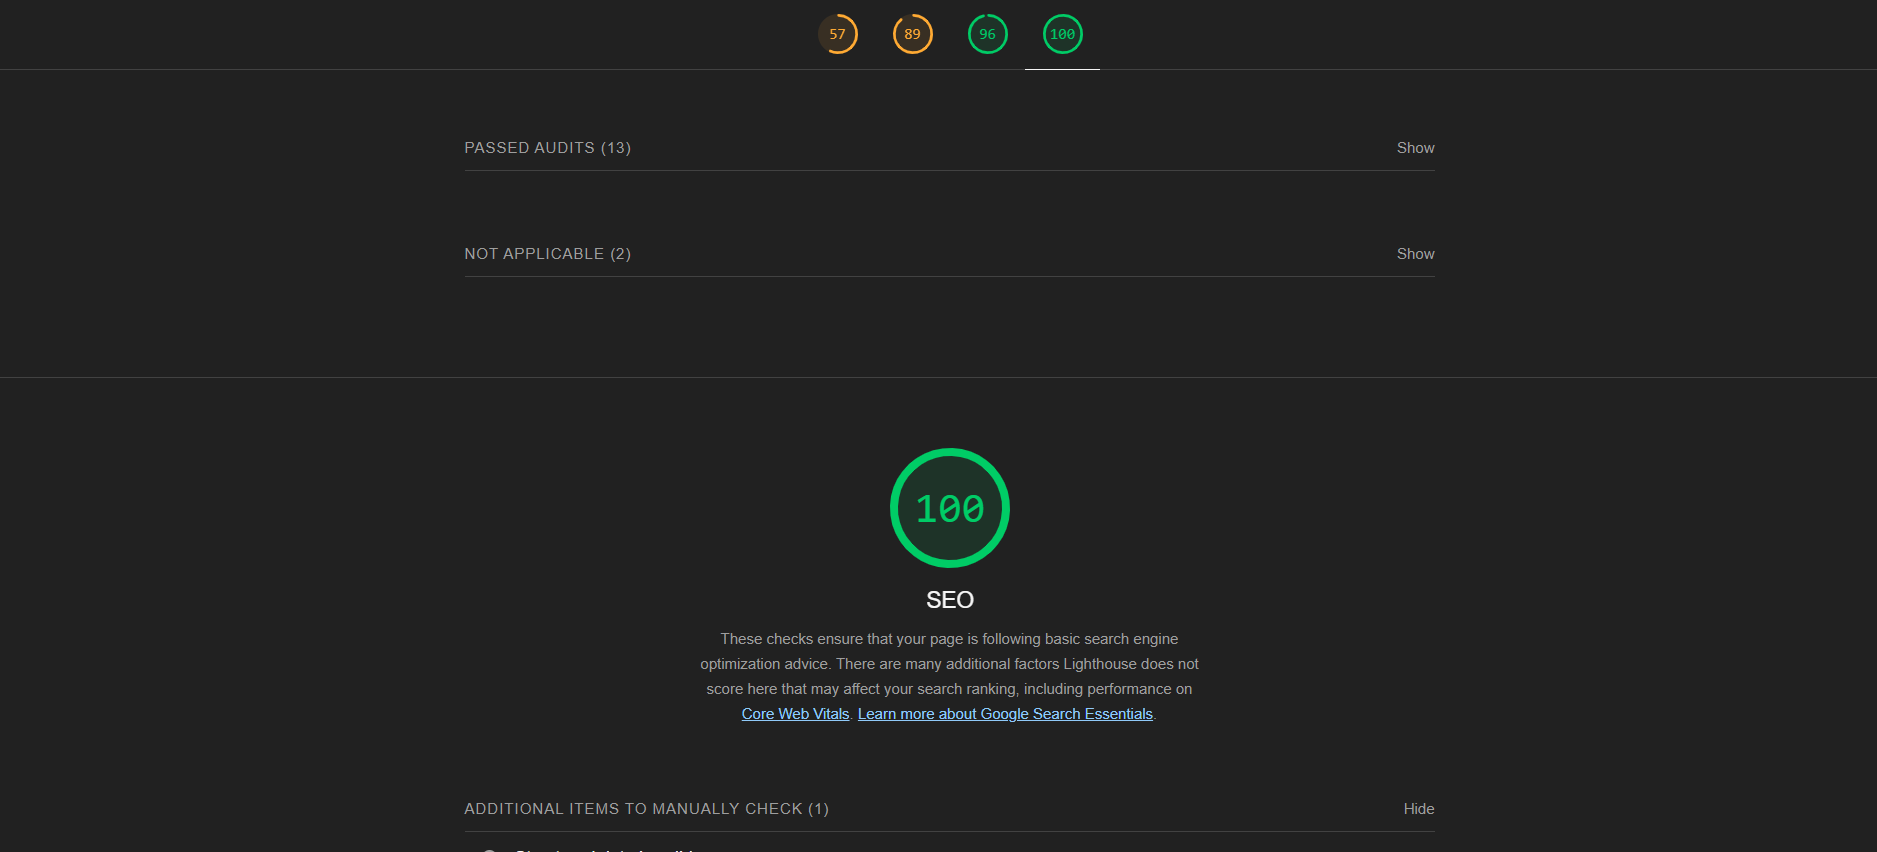 57 89 96 100
PASSED AUDITS (13) Show
NOT APPLICABLE (2) Show
100
SEO
These checks ensure that your page is following basic search engine
optimization advice. There are many additional factors Lighthouse does not
score here that may affect your search ranking, including performance on
Core Web Vitals. Learn more about Google Search Essentials.
ADDITIONAL ITEMS TO MANUALLY CHECK (1) Hide